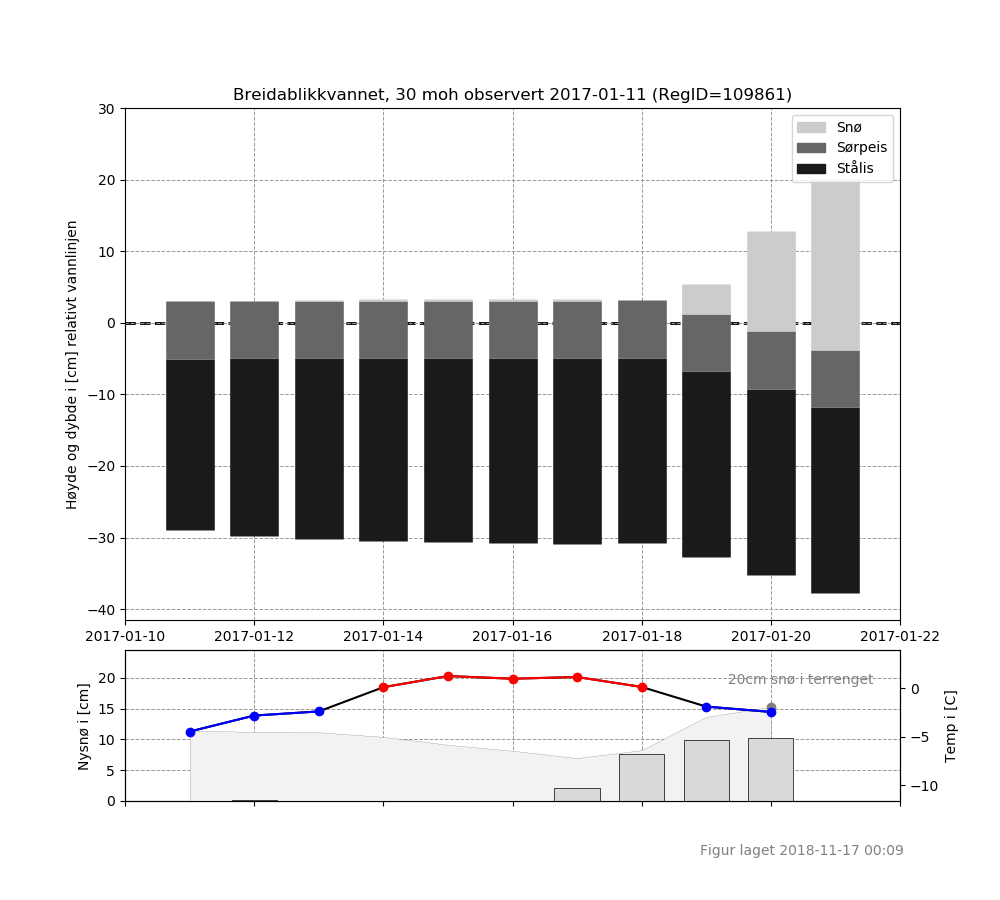 Breidablikkvannet, 30 moh observert 2017-01-11 (RegID=109861)
Høyde og dybde i [cm] relativt vannlinjen
30
20
10
0
−10
−20
−30
−40
Snø
Sørpeis
Stålis
2017-01-10 2017-01-12 2017-01-14 2017-01-16 2017-01-18 2017-01-20 2017-01-22
Nysnø i [cm]
20
15
10
5
0
20cm snø i terrenget
0
−5
−10
Temp i [C]
Figur laget 2018-11-17 00:09